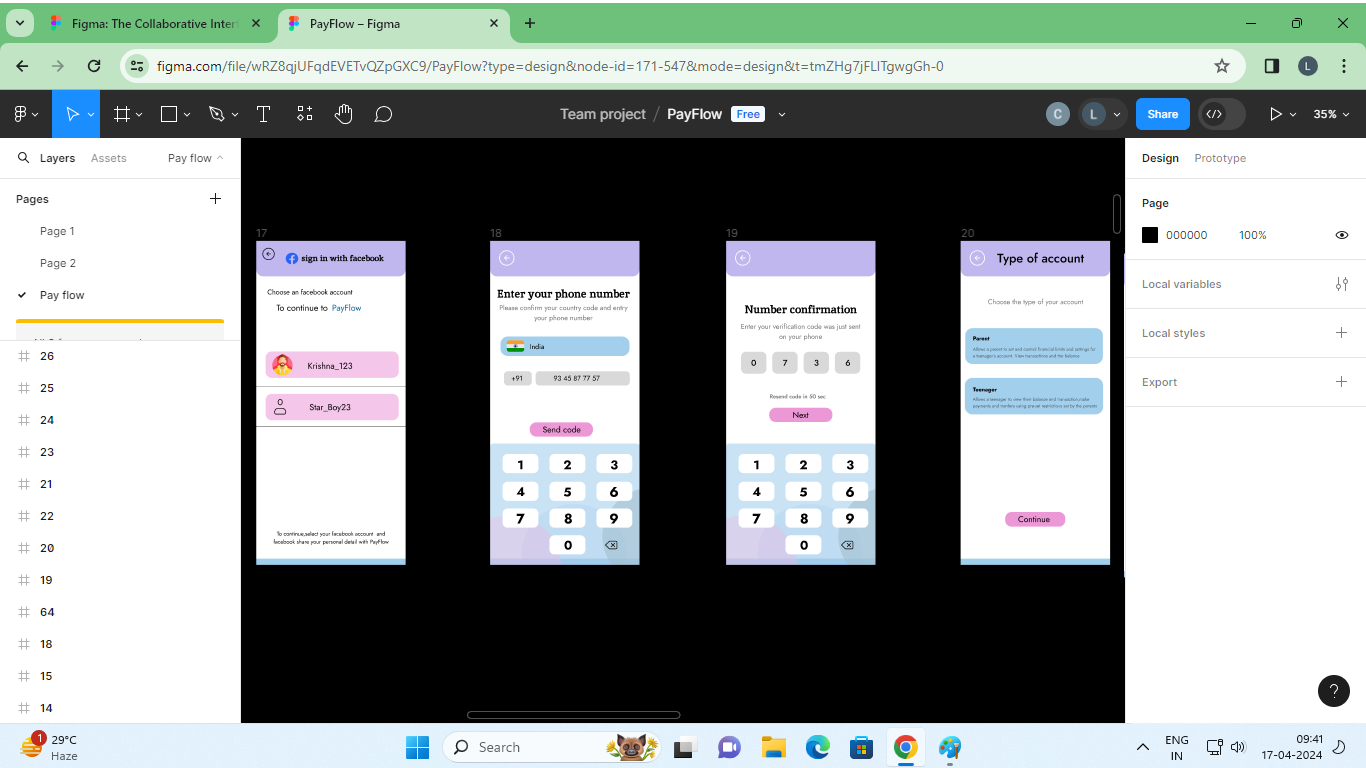 Figma: The Collaborative Inter
PayFlow – Figma
figma.com/file/wRZ8qjUFqdEVETvQZpGXC9/PayFlow?type=design&node-id=171-547&mode=design&t=tmZHg7jFLITgwgGh-0
L
Team project / PayFlow Free
C
L
Share
35%
Layers
Assets
Pay flow
Pages
Page 1
Page 2
Pay flow
26
25
24
23
21
22
20
19
64
18
15
14
17
sign in with facebook
Choose an facebook account
To continue to PayFlow
Krishna_123
Star_Boy23
To continue,select your facebook account and
facebook share your personal detail with PayFlow
18
Enter your phone number
Please confirm your country code and entry
your phone number
India
+91 93 45 87 77 57
Send code
1 2 3
4 5 6
7 8 9
0
19
Number confirmation
Enter your verification code was just sent
on your phone
0 7 3 6
Resend code in 50 sec
Next
1 2 3
4 5 6
7 8 9
0
20
Type of account
Choose the type of your account
Parent
Allows a parent to set and control financial limits and settings for
a teenager's account. View transactions and the balance
Teenager
Allows a teenager to view their balance and transaction,make
payments and tranfers using pre-set restrictions set by the parents
Continue
Design
Prototype
Page
000000 100%
Local variables
Local styles
Export
?
1
29°C
Haze
Search
ENG
IN
09:41
17-04-2024